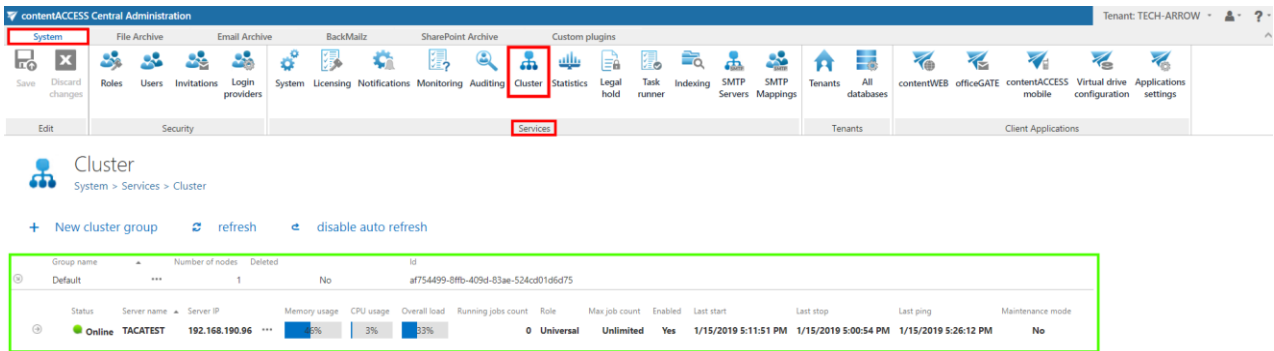 contentACCESS Central Administration Tenant: TECH-ARROW ?
System File Archive Email Archive BackMailz SharePoint Archive Custom plugins
Save Discard changes Roles Users Invitations Login providers System Licensing Notifications Monitoring Auditing Cluster Statistics Legal hold Task runner Indexing SMTP Servers SMTP Mappings Tenants All databases contentWEB officeGATE contentACCESS mobile Virtual drive configuration Applications settings
Edit Security Services Tenants Client Applications
Cluster
System > Services > Cluster
+ New cluster group refresh disable auto refresh
Group name Number of nodes Deleted Id
Default ••• 1 No af754499-8ffb-409d-83ae-524cd01d6d75
Status Server name Server IP Memory usage CPU usage Overall load Running jobs count Role Max job count Enabled Last start Last stop Last ping Maintenance mode
Online TACATEST 192.168.190.96 ••• 46% 3% 33% 0 Universal Unlimited Yes 1/15/2019 5:11:51 PM 1/15/2019 5:00:54 PM 1/15/2019 5:26:12 PM No